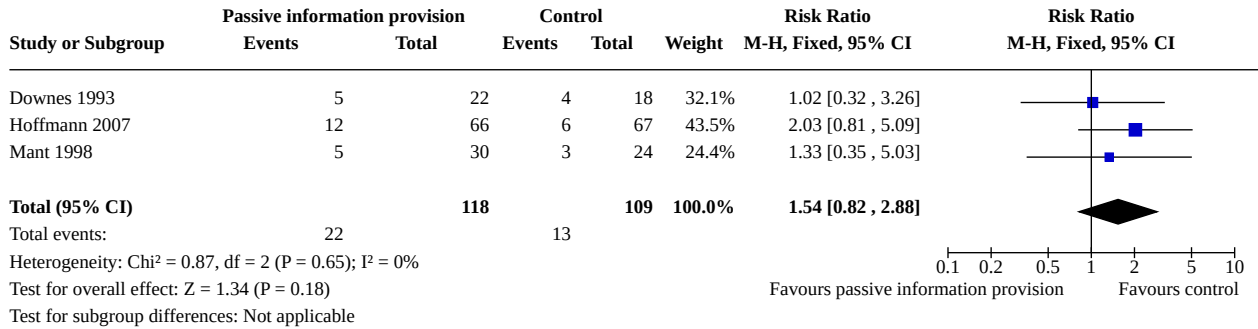 Passive information provision Control Risk Ratio Risk Ratio
Study or Subgroup Events Total Events Total Weight M-H, Fixed, 95% CI M-H, Fixed, 95% CI
Downes 1993 5 22 4 18 32.1% 1.02 [0.32 , 3.26]
Hoffmann 2007 12 66 6 67 43.5% 2.03 [0.81 , 5.09]
Mant 1998 5 30 3 24 24.4% 1.33 [0.35 , 5.03]
Total (95% CI) 118 109 100.0% 1.54 [0.82 , 2.88]
Total events: 22 13
Heterogeneity: Chi² = 0.87, df = 2 (P = 0.65); I² = 0%
0.1 0.2 0.5 1 2 5 10
Test for overall effect: Z = 1.34 (P = 0.18) Favours passive information provision Favours control
Test for subgroup differences: Not applicable